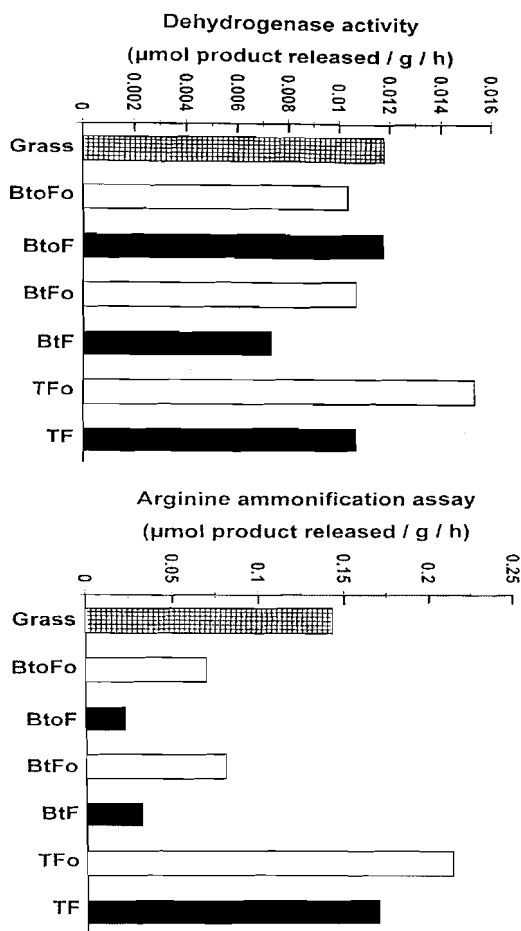 Dehydrogenase activity
(µmol product released / g / h)
0 0.002 0.004 0.006 0.008 0.01 0.012 0.014 0.016
Grass
BtoFo
BtoF
BtFo
BtF
TFo
TF
Arginine ammonification assay
(µmol product released / g / h)
0 0.05 0.1 0.15 0.2 0.25
Grass
BtoFo
BtoF
BtFo
BtF
TFo
TF